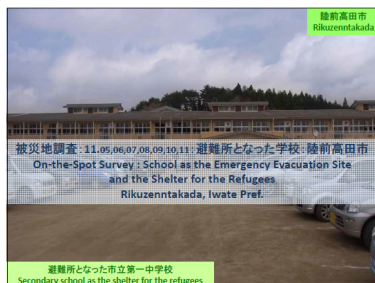 陸前高田市
Rikuzenntakada
被災地調査：11.05,06,07,08,09,10,11：避難所となった学校：陸前高田市
On-the-Spot Survey : School as the Emergency Evacuation Site
and the Shelter for the Refugees
Rikuzenntakada, Iwate Pref.
避難所となった市立第一中学校
Secondary school as the shelter for the refugees